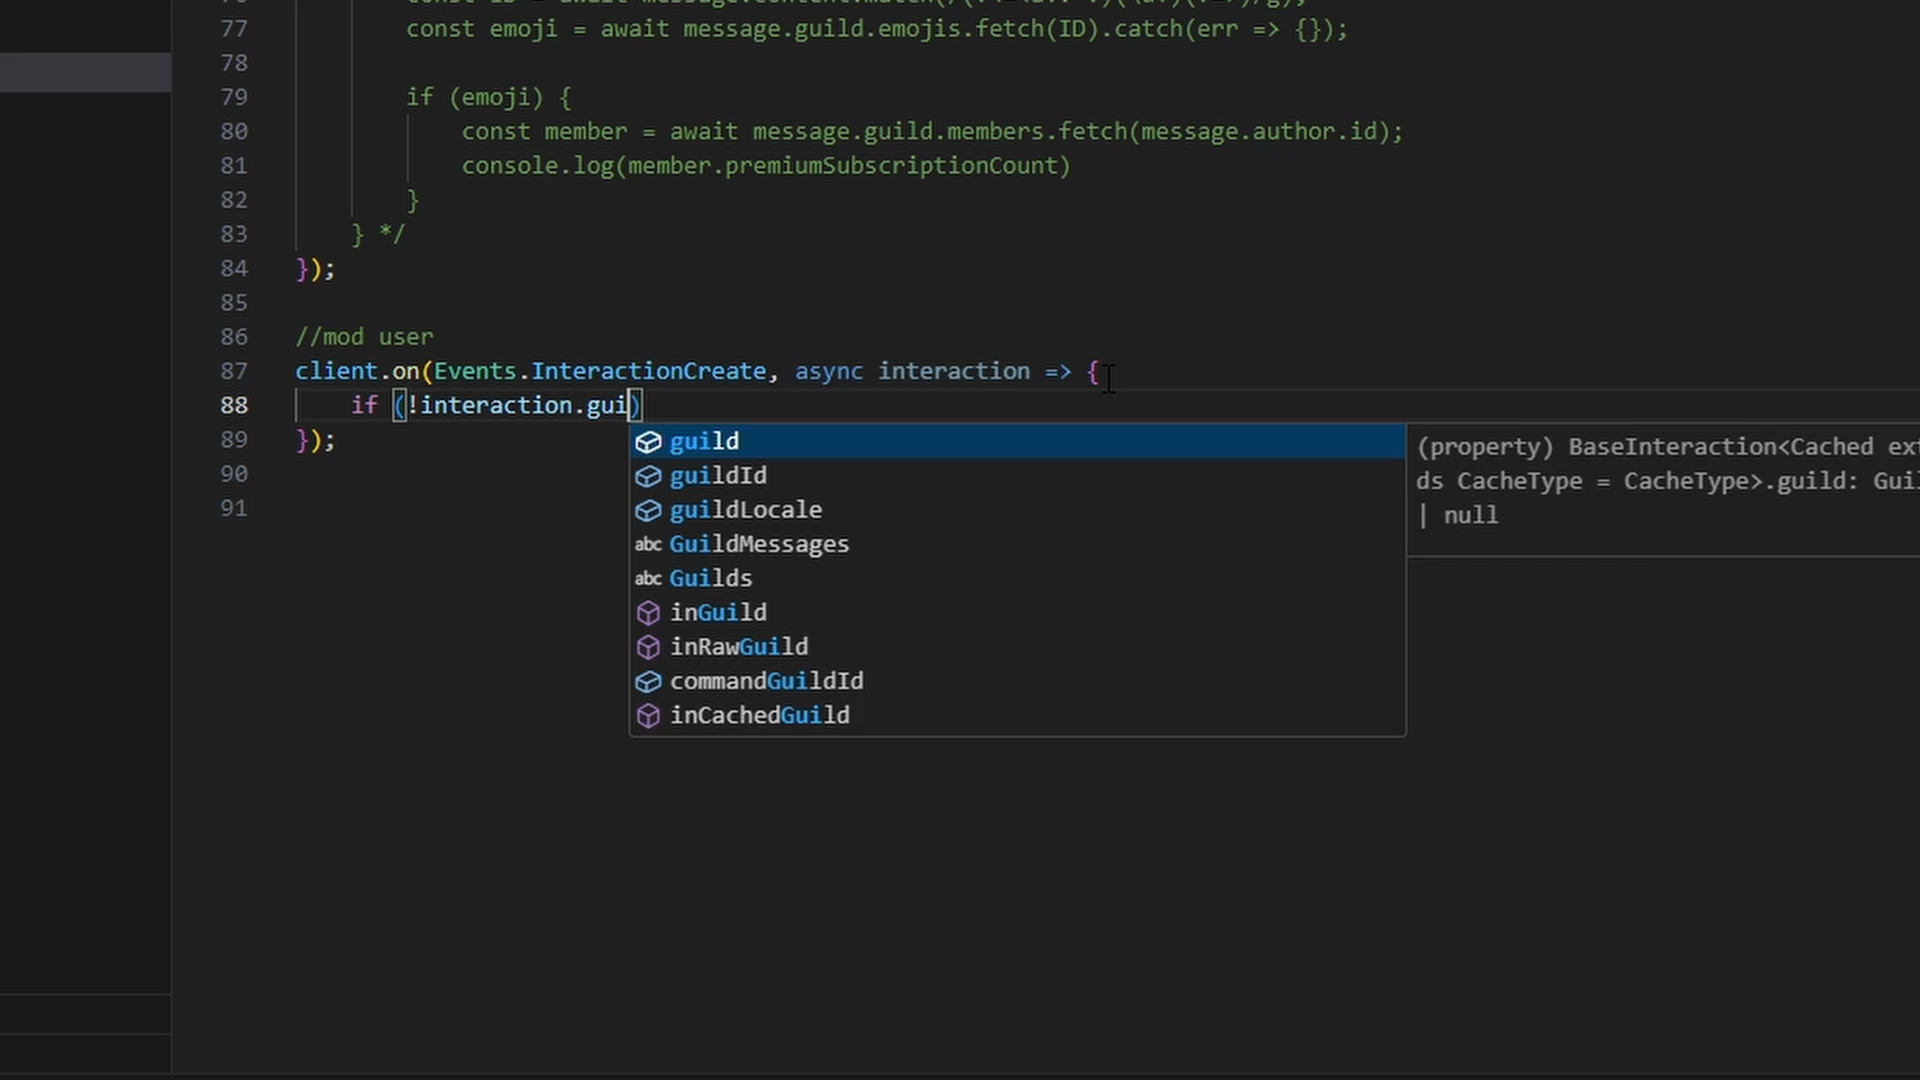 77 const emoji = await message.guild.emojis.fetch(ID).catch(err => {});
78
79 if (emoji) {
80 const member = await message.guild.members.fetch(message.author.id);
81 console.log(member.premiumSubscriptionCount)
82 }
83 } */
84 });
85
86 //mod user
87 client.on(Events.InteractionCreate, async interaction => {
88 if (!interaction.gui)
89 });
90
91
guild
guildId
guildLocale
abc GuildMessages
abc Guilds
inGuild
inRawGuild
commandGuildId
inCachedGuild
(property) BaseInteraction<Cached ext
ds CacheType = CacheType>.guild: Guil
| null